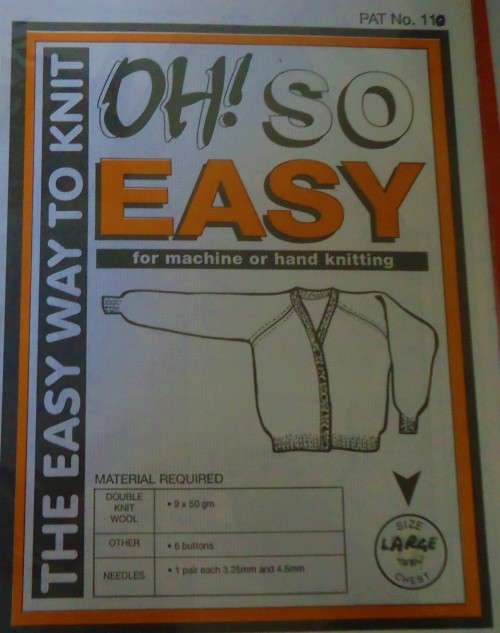 PAT No. 110
THE EASY WAY TO KNIT
OH! SO
EASY
for machine or hand knitting
MATERIAL REQUIRED
DOUBLE KNIT WOOL • 9 x 50 gm
OTHER • 6 buttons
NEEDLES • 1 pair each 3.25mm and 4.5mm
SIZE
LARGE
CHEST